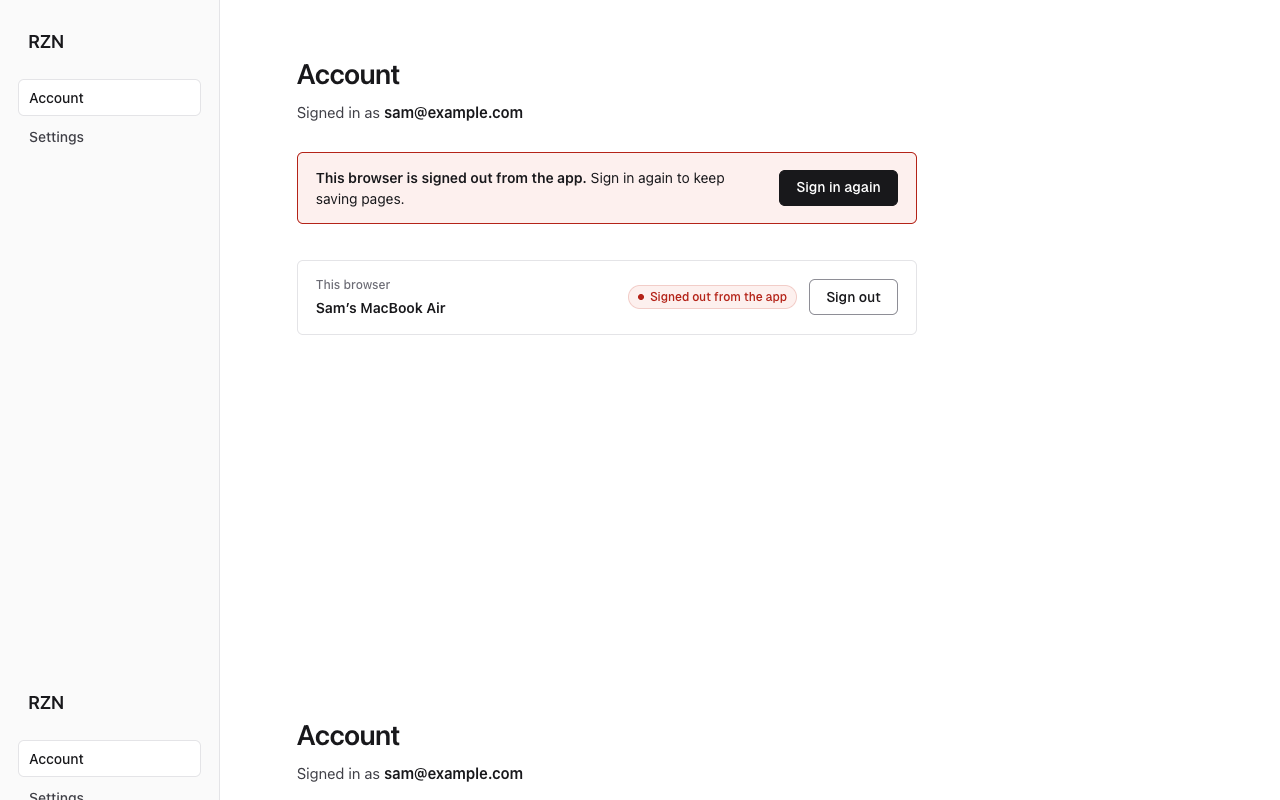 RZN
Account
Settings
Account
Signed in as sam@example.com
This browser is signed out from the app. Sign in again to keep
saving pages.
Sign in again
This browser
Sam’s MacBook Air
Signed out from the app
Sign out
RZN
Account
Settings
Account
Signed in as sam@example.com